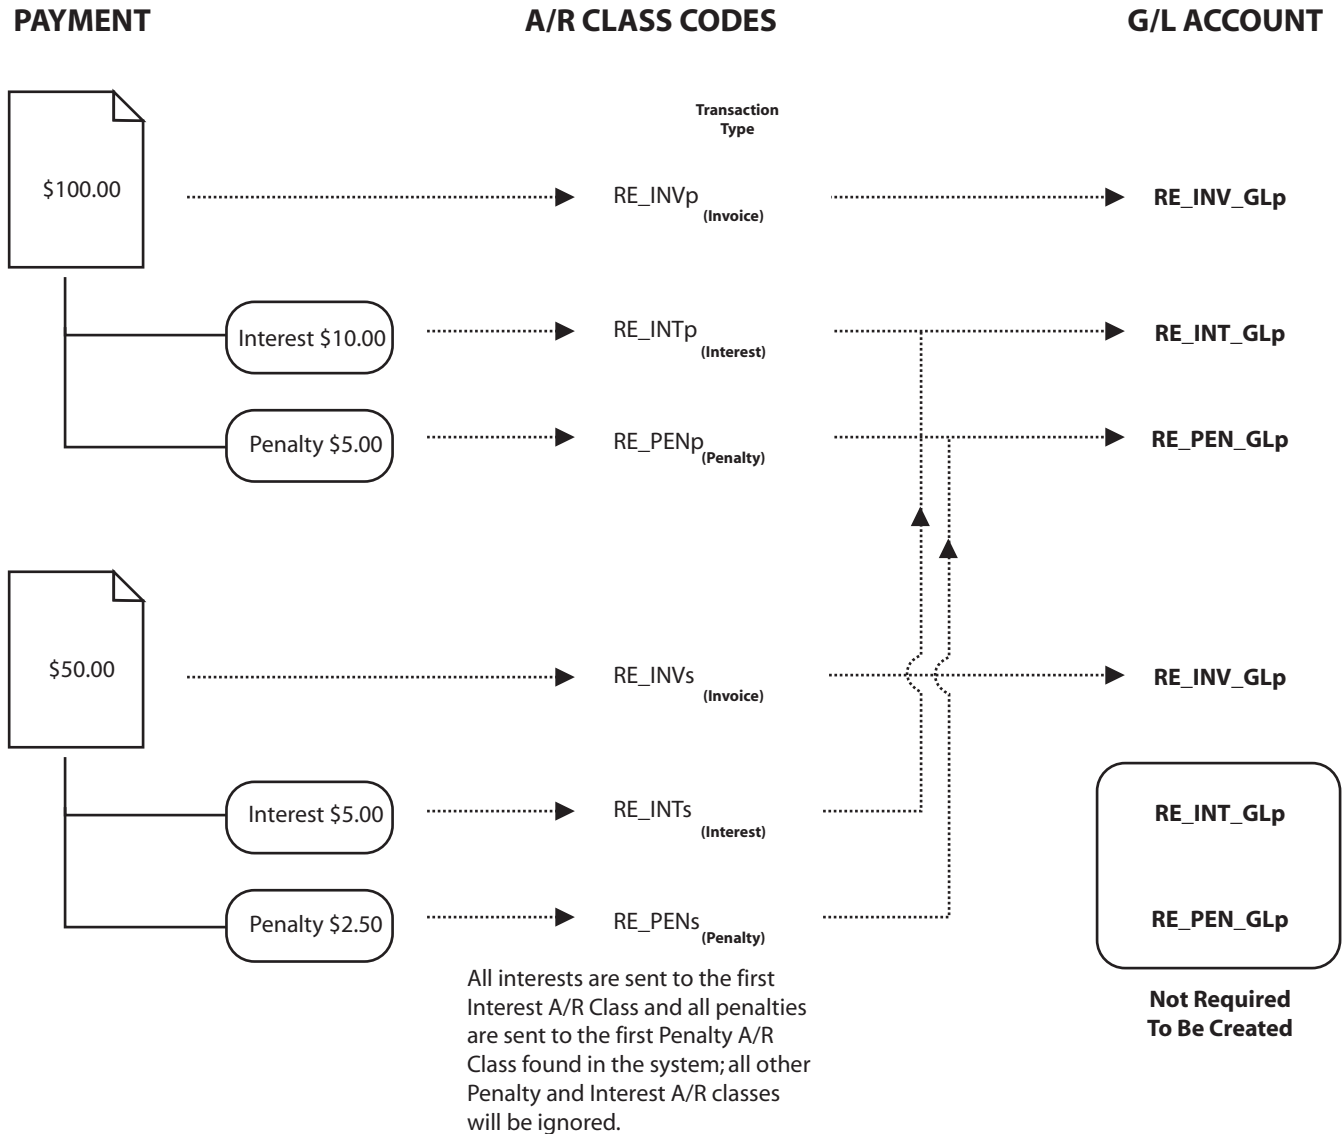 PAYMENT
A/R CLASS CODES
G/L ACCOUNT
Transaction
Type
$100.00
RE_INVp
(Invoice)
RE_INV_GLp
Interest $10.00
RE_INTp
(Interest)
RE_INT_GLp
Penalty $5.00
RE_PENp
(Penalty)
RE_PEN_GLp
$50.00
RE_INVs
(Invoice)
RE_INV_GLp
Interest $5.00
RE_INTs
(Interest)
RE_INT_GLp
Penalty $2.50
RE_PENs
(Penalty)
RE_PEN_GLp
All interests are sent to the first
Interest A/R Class and all penalties
are sent to the first Penalty A/R
Class found in the system; all other
Penalty and Interest A/R classes
will be ignored.
Not Required
To Be Created